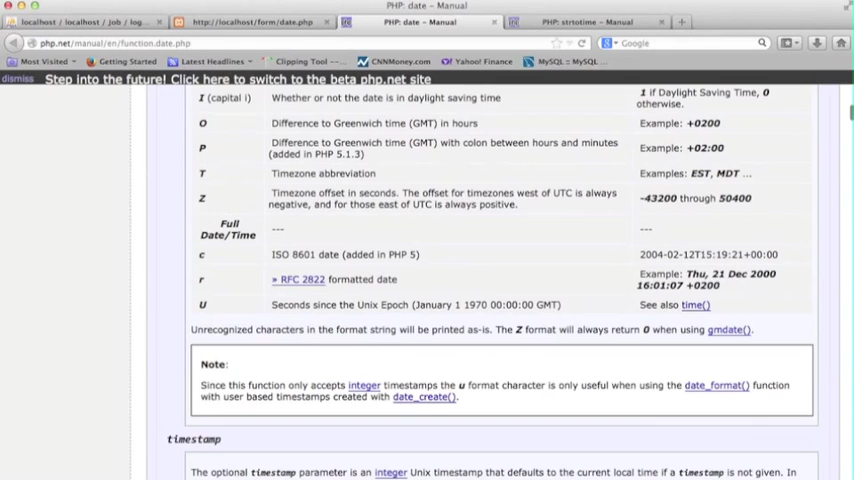 PHP: date – Manual
localhost / localhost / job / log...
http://localhost/form/date.php
PHP: date – Manual
PHP: strtotime – Manual
php.net/manual/en/function.date.php
Google
Most Visited
Getting Started
Latest Headlines
Clipping Tool --...
CNNMoney.com
Yahoo! Finance
MySQL :: MySQL ...
dismiss Step into the future! Click here to switch to the beta php.net site
I (capital i) Whether or not the date is in daylight saving time 1 if Daylight Saving Time, 0
otherwise.
O Difference to Greenwich time (GMT) in hours Example: +0200
P Difference to Greenwich time (GMT) with colon between hours and minutes
(added in PHP 5.1.3) Example: +02:00
T Timezone abbreviation Examples: EST, MDT ...
Z Timezone offset in seconds. The offset for timezones west of UTC is always
negative, and for those east of UTC is always positive. -43200 through 50400
Full
Date/Time --- ---
c ISO 8601 date (added in PHP 5) 2004-02-12T15:19:21+00:00
r » RFC 2822 formatted date Example: Thu, 21 Dec 2000
16:01:07 +0200
U Seconds since the Unix Epoch (January 1 1970 00:00:00 GMT) See also time()
Unrecognized characters in the format string will be printed as-is. The Z format will always return 0 when using gmdate().
Note:
Since this function only accepts integer timestamps the u format character is only useful when using the date_format() function
with user based timestamps created with date_create().
timestamp
The optional timestamp parameter is an integer Unix timestamp that defaults to the current local time if a timestamp is not given. In